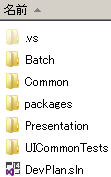 名前
.vs
Batch
Common
packages
Presentation
UICommonTests
DevPlan.sln